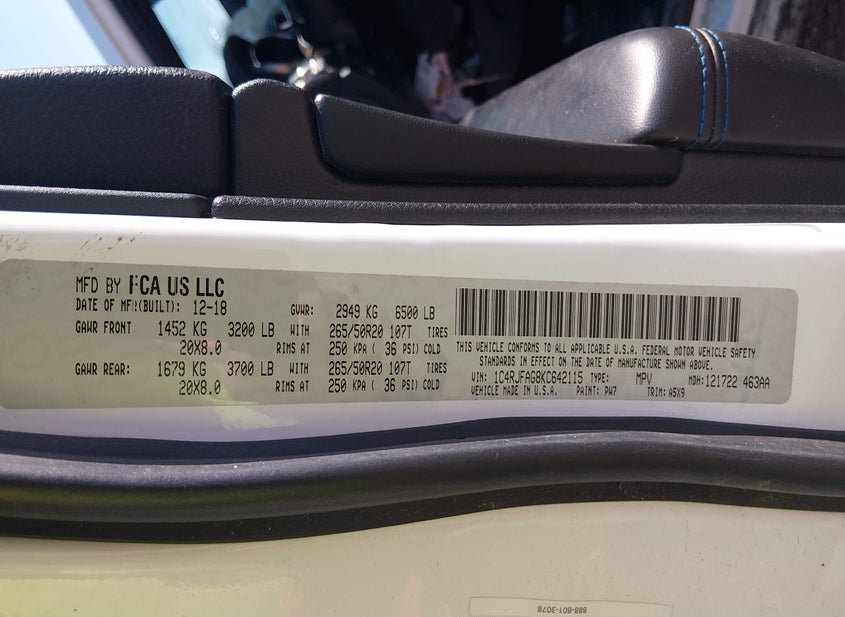 MFD BY FCA US LLC
DATE OF MFR(BUILT): 12-18 GVWR: 2949 KG 6500 LB
GAWR FRONT 1452 KG 3200 LB WITH 265/50R20 107T TIRES
20X8.0 RIMS AT 250 KPA ( 36 PSI) COLD
GAWR REAR: 1679 KG 3700 LB WITH 265/50R20 107T TIRES
20X8.0 RIMS AT 250 KPA ( 36 PSI) COLD
THIS VEHICLE CONFORMS TO ALL APPLICABLE U.S.A. FEDERAL MOTOR VEHICLE SAFETY
STANDARDS IN EFFECT ON THE DATE OF MANUFACTURE SHOWN ABOVE.
VIN: 1C4RJFAG8KC642115 TYPE: MPV MDH:121722 463AA
VEHICLE MADE IN U.S.A. PAINT: PW7 TRIM: A5X9
888-801-3078